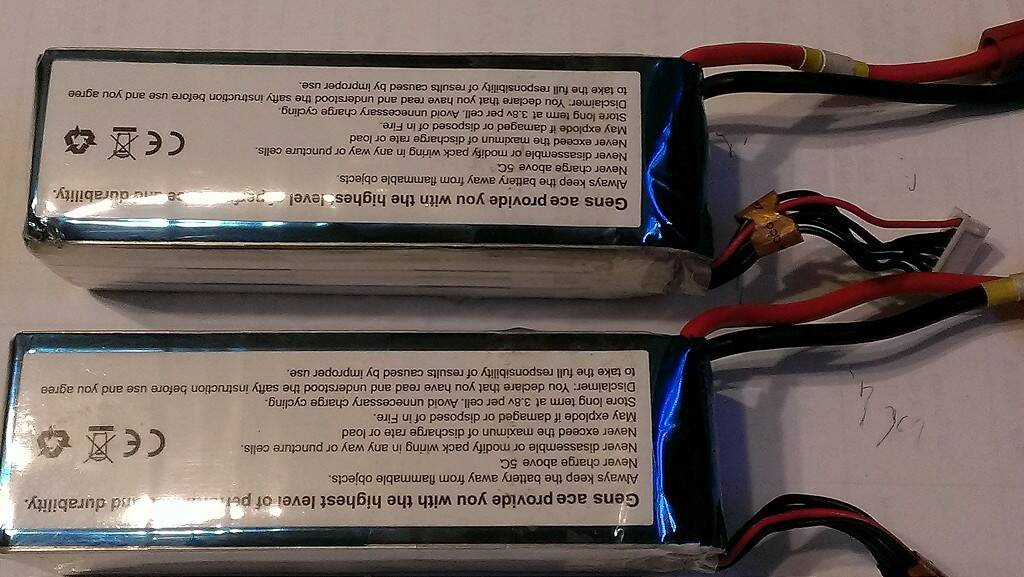 Gens ace provide you with the highest level of performance and durability.
Always keep the battery away from flammable objects.
Never charge above 5C.
Never disassemble or modify pack wiring in any way or puncture cells.
Never exceed the maximun of discharge rate or load
May explode if damaged or disposed of in Fire.
Store long term at 3.8v per cell. Avoid unnecessary charge cycling.
Disclaimer: You declare that you have read and understood the safty instruction before use and you agree
to take the full responsibility of results caused by improper use.
CE
Gens ace provide you with the highest level of performance and durability.
Always keep the battery away from flammable objects.
Never charge above 5C.
Never disassemble or modify pack wiring in any way or puncture cells.
Never exceed the maximun of discharge rate or load
May explode if damaged or disposed of in Fire.
Store long term at 3.8v per cell. Avoid unnecessary charge cycling.
Disclaimer: You declare that you have read and understood the safty instruction before use and you agree
to take the full responsibility of results caused by improper use.
CE